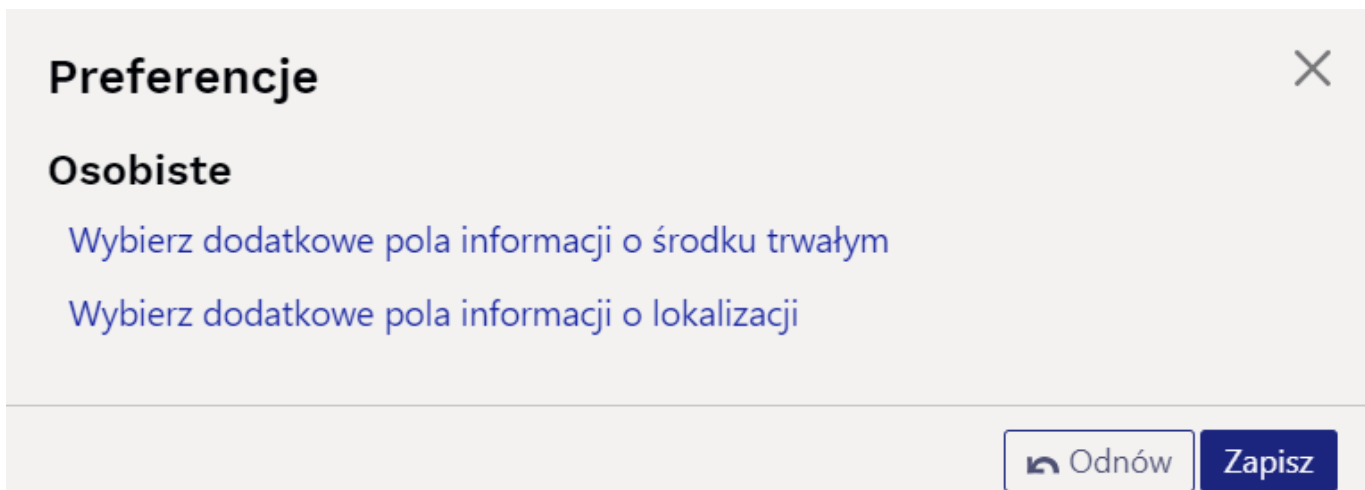 Preferencje
Osobiste
Wybierz dodatkowe pola informacji o środku trwałym
Wybierz dodatkowe pola informacji o lokalizacji
Odnów
Zapisz